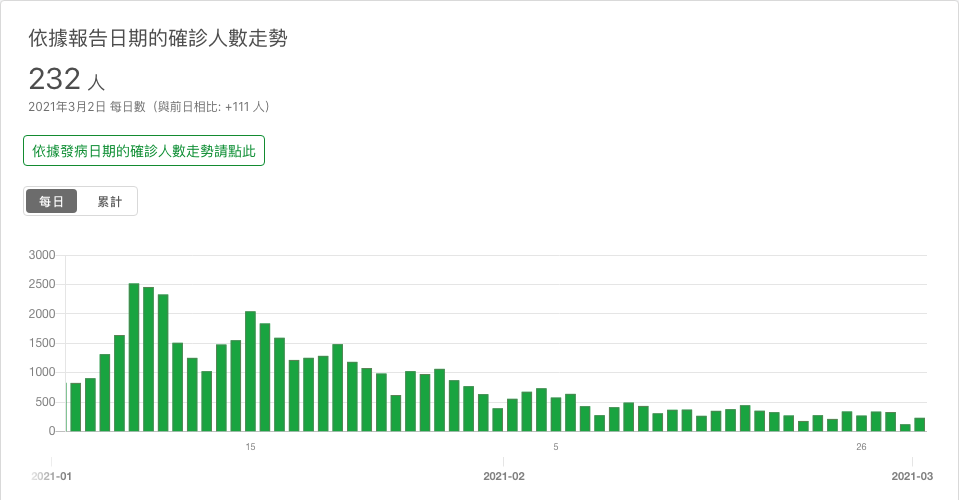 依據報告日期的確診人數走勢
232 人
2021年3月2日 每日數（與前日相比: +111 人）
依據發病日期的確診人數走勢請點此
每日 累計
3000
2500
2000
1500
1000
500
0
15 5 26
2021-01 2021-02 2021-03